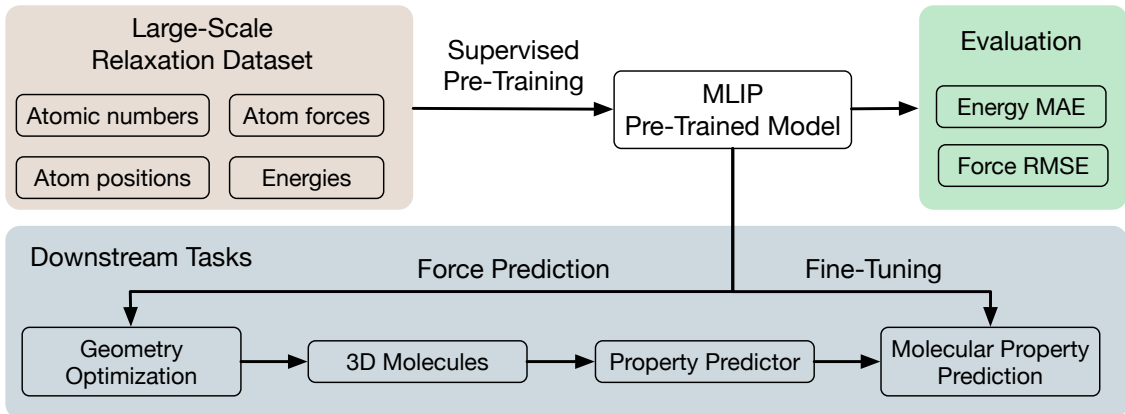 Large-Scale
Relaxation Dataset
Atomic numbers
Atom forces
Atom positions
Energies
Supervised
Pre-Training
MLIP
Pre-Trained Model
Evaluation
Energy MAE
Force RMSE
Downstream Tasks
Force Prediction
Fine-Tuning
Geometry
Optimization
3D Molecules
Property Predictor
Molecular Property
Prediction